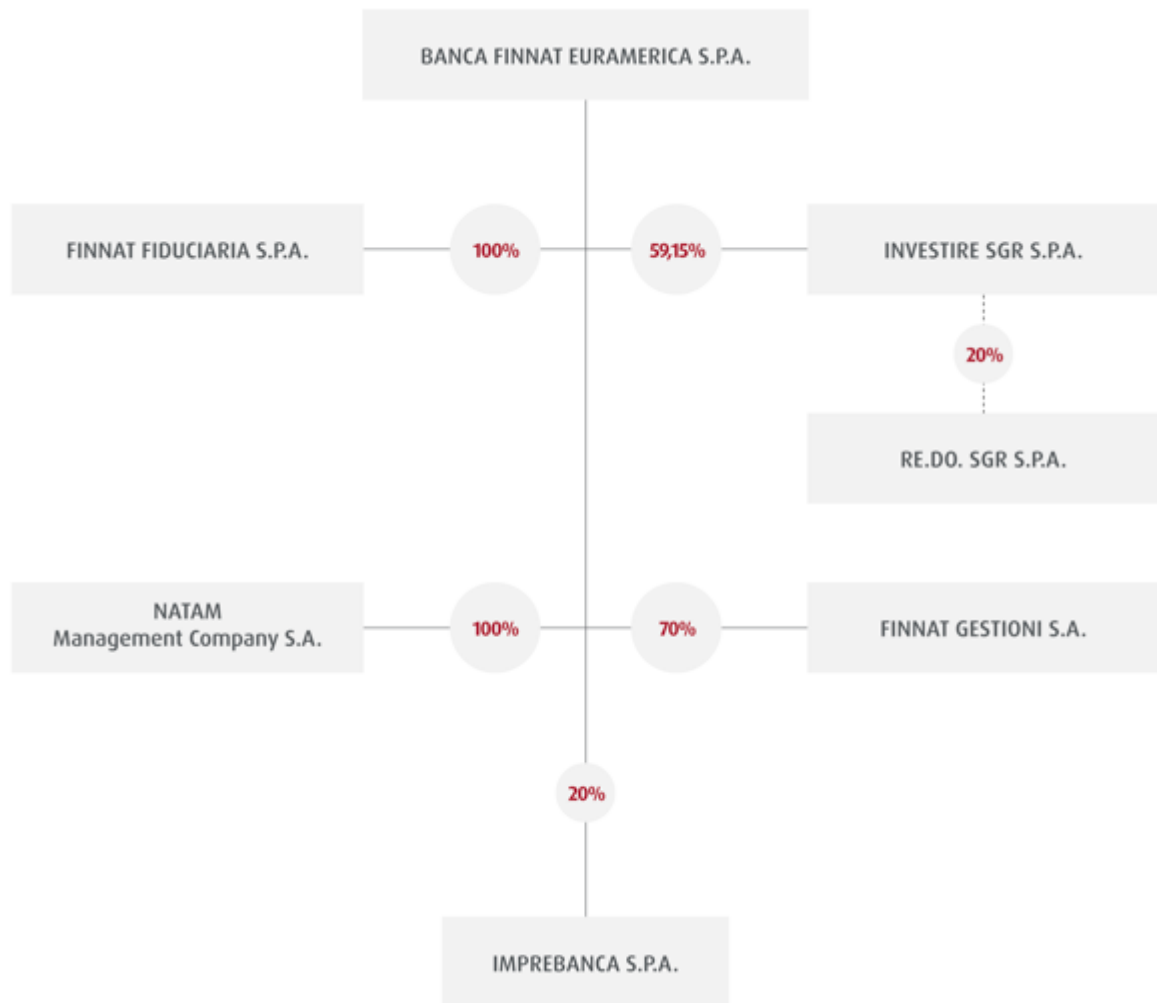 BANCA FINNAT EURAMERICA S.P.A.
FINNAT FIDUCIARIA S.P.A.
100%
59,15%
INVESTIRE SGR S.P.A.
20%
RE.DO. SGR S.P.A.
NATAM
Management Company S.A.
100%
70%
FINNAT GESTIONI S.A.
20%
IMPREBANCA S.P.A.